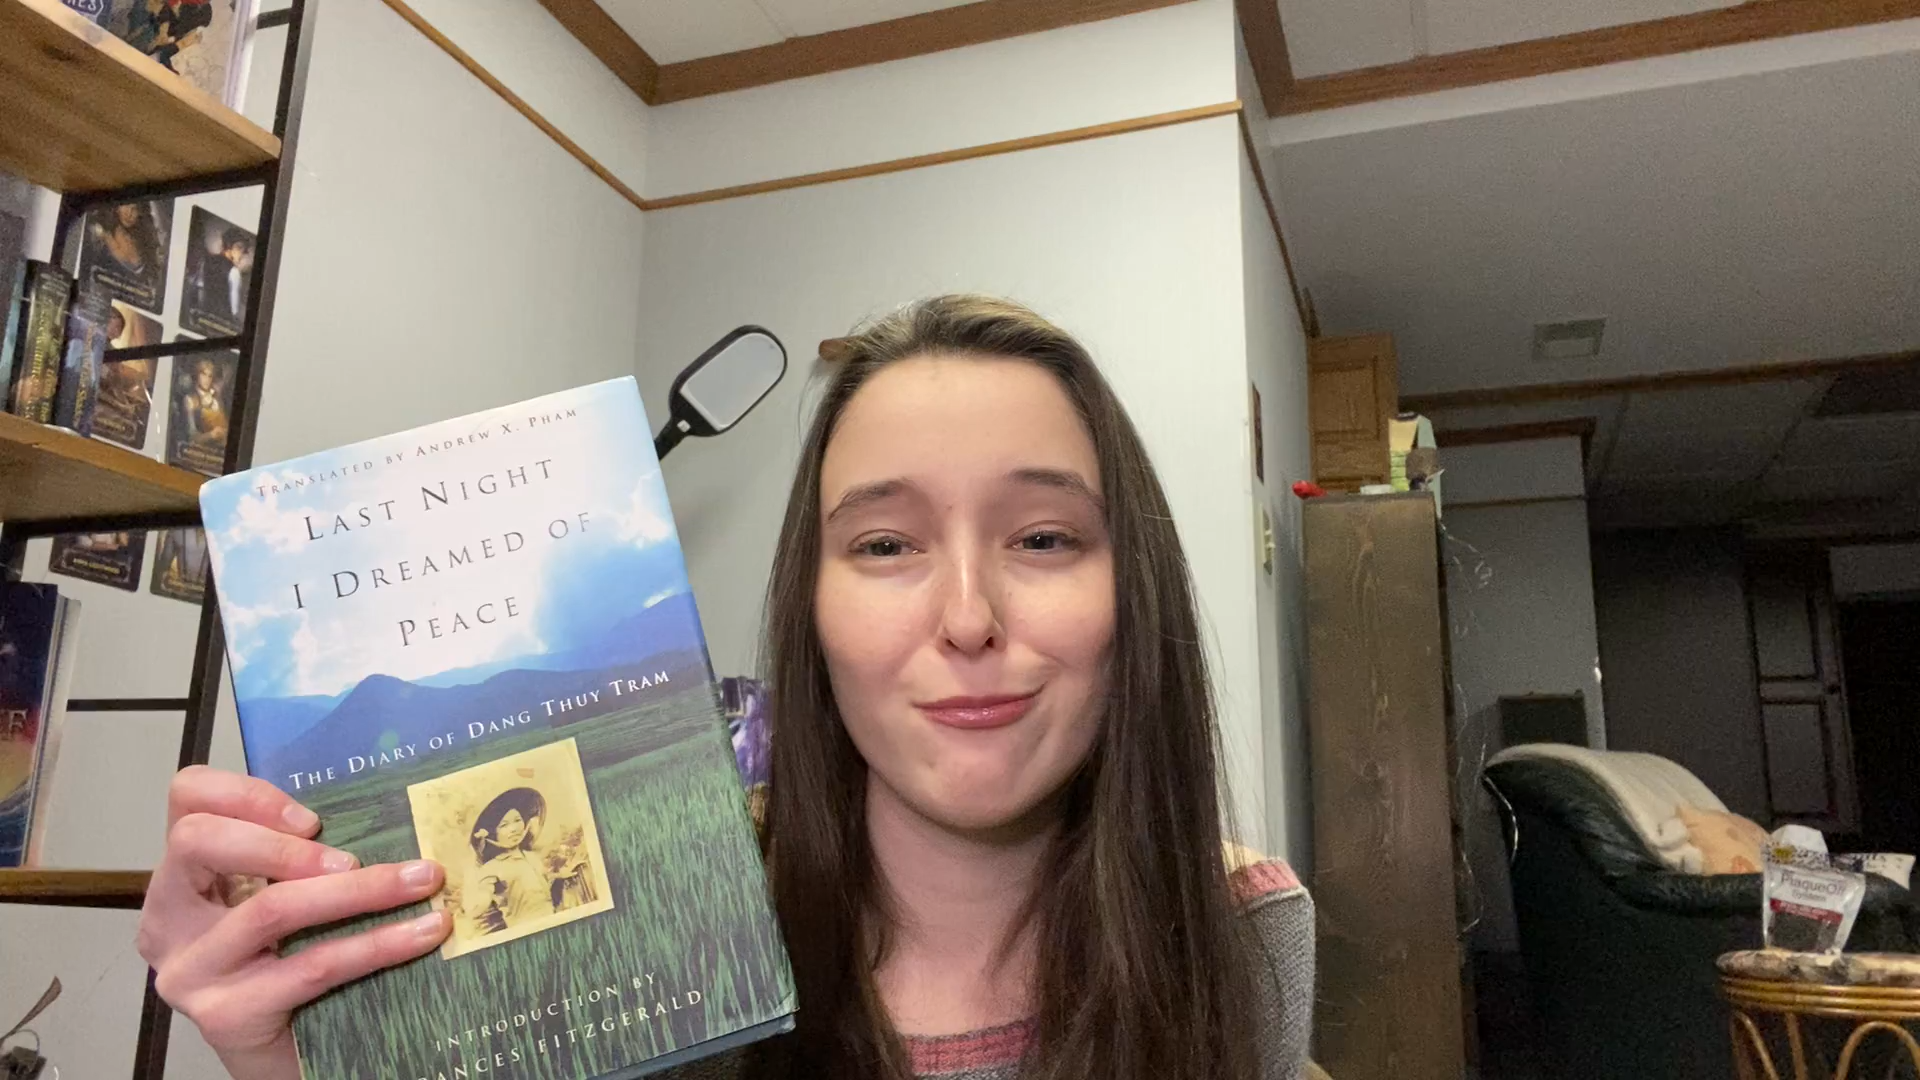 Translated by Andrew X. Pham
Last Night
I Dreamed of
Peace
The Diary of Dang Thuy Tram
Introduction by
ances Fitzgerald
PlaqueOff